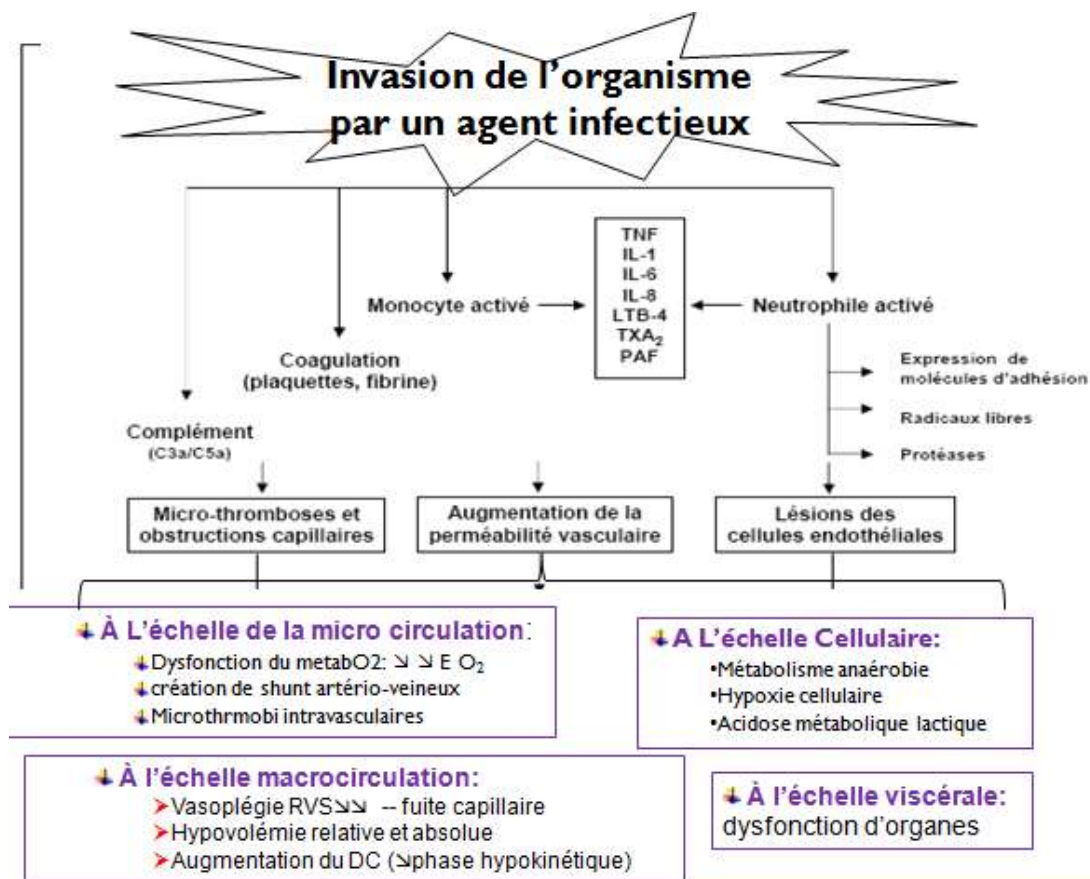 Invasion de l'organisme
par un agent infectieux
TNF
IL-1
IL-6
IL-8
LTB-4
TXA₂
PAF
Monocyte activé
Neutrophile activé
Coagulation
(plaquettes, fibrine)
Expression de
molécules d'adhésion
Radicaux libres
Protéases
Complément
(C3a/C5a)
Micro-thromboses et
obstructions capillaires
Augmentation de la
perméabilité vasculaire
Lésions des
cellules endothéliales
À L'échelle de la micro circulation:
Dysfonction du metabO2: ↘ ↘ E O₂
création de shunt artério-veineux
Microthrmobi intravasculaires
A L'échelle Cellulaire:
•Métabolisme anaérobie
•Hypoxie cellulaire
•Acidose métabolique lactique
À l'échelle macrocirculation:
Vasoplégie RVS↘↘ -- fuite capillaire
Hypovolémie relative et absolue
Augmentation du DC (↘phase hypokinétique)
À l'échelle viscérale:
dysfonction d'organes